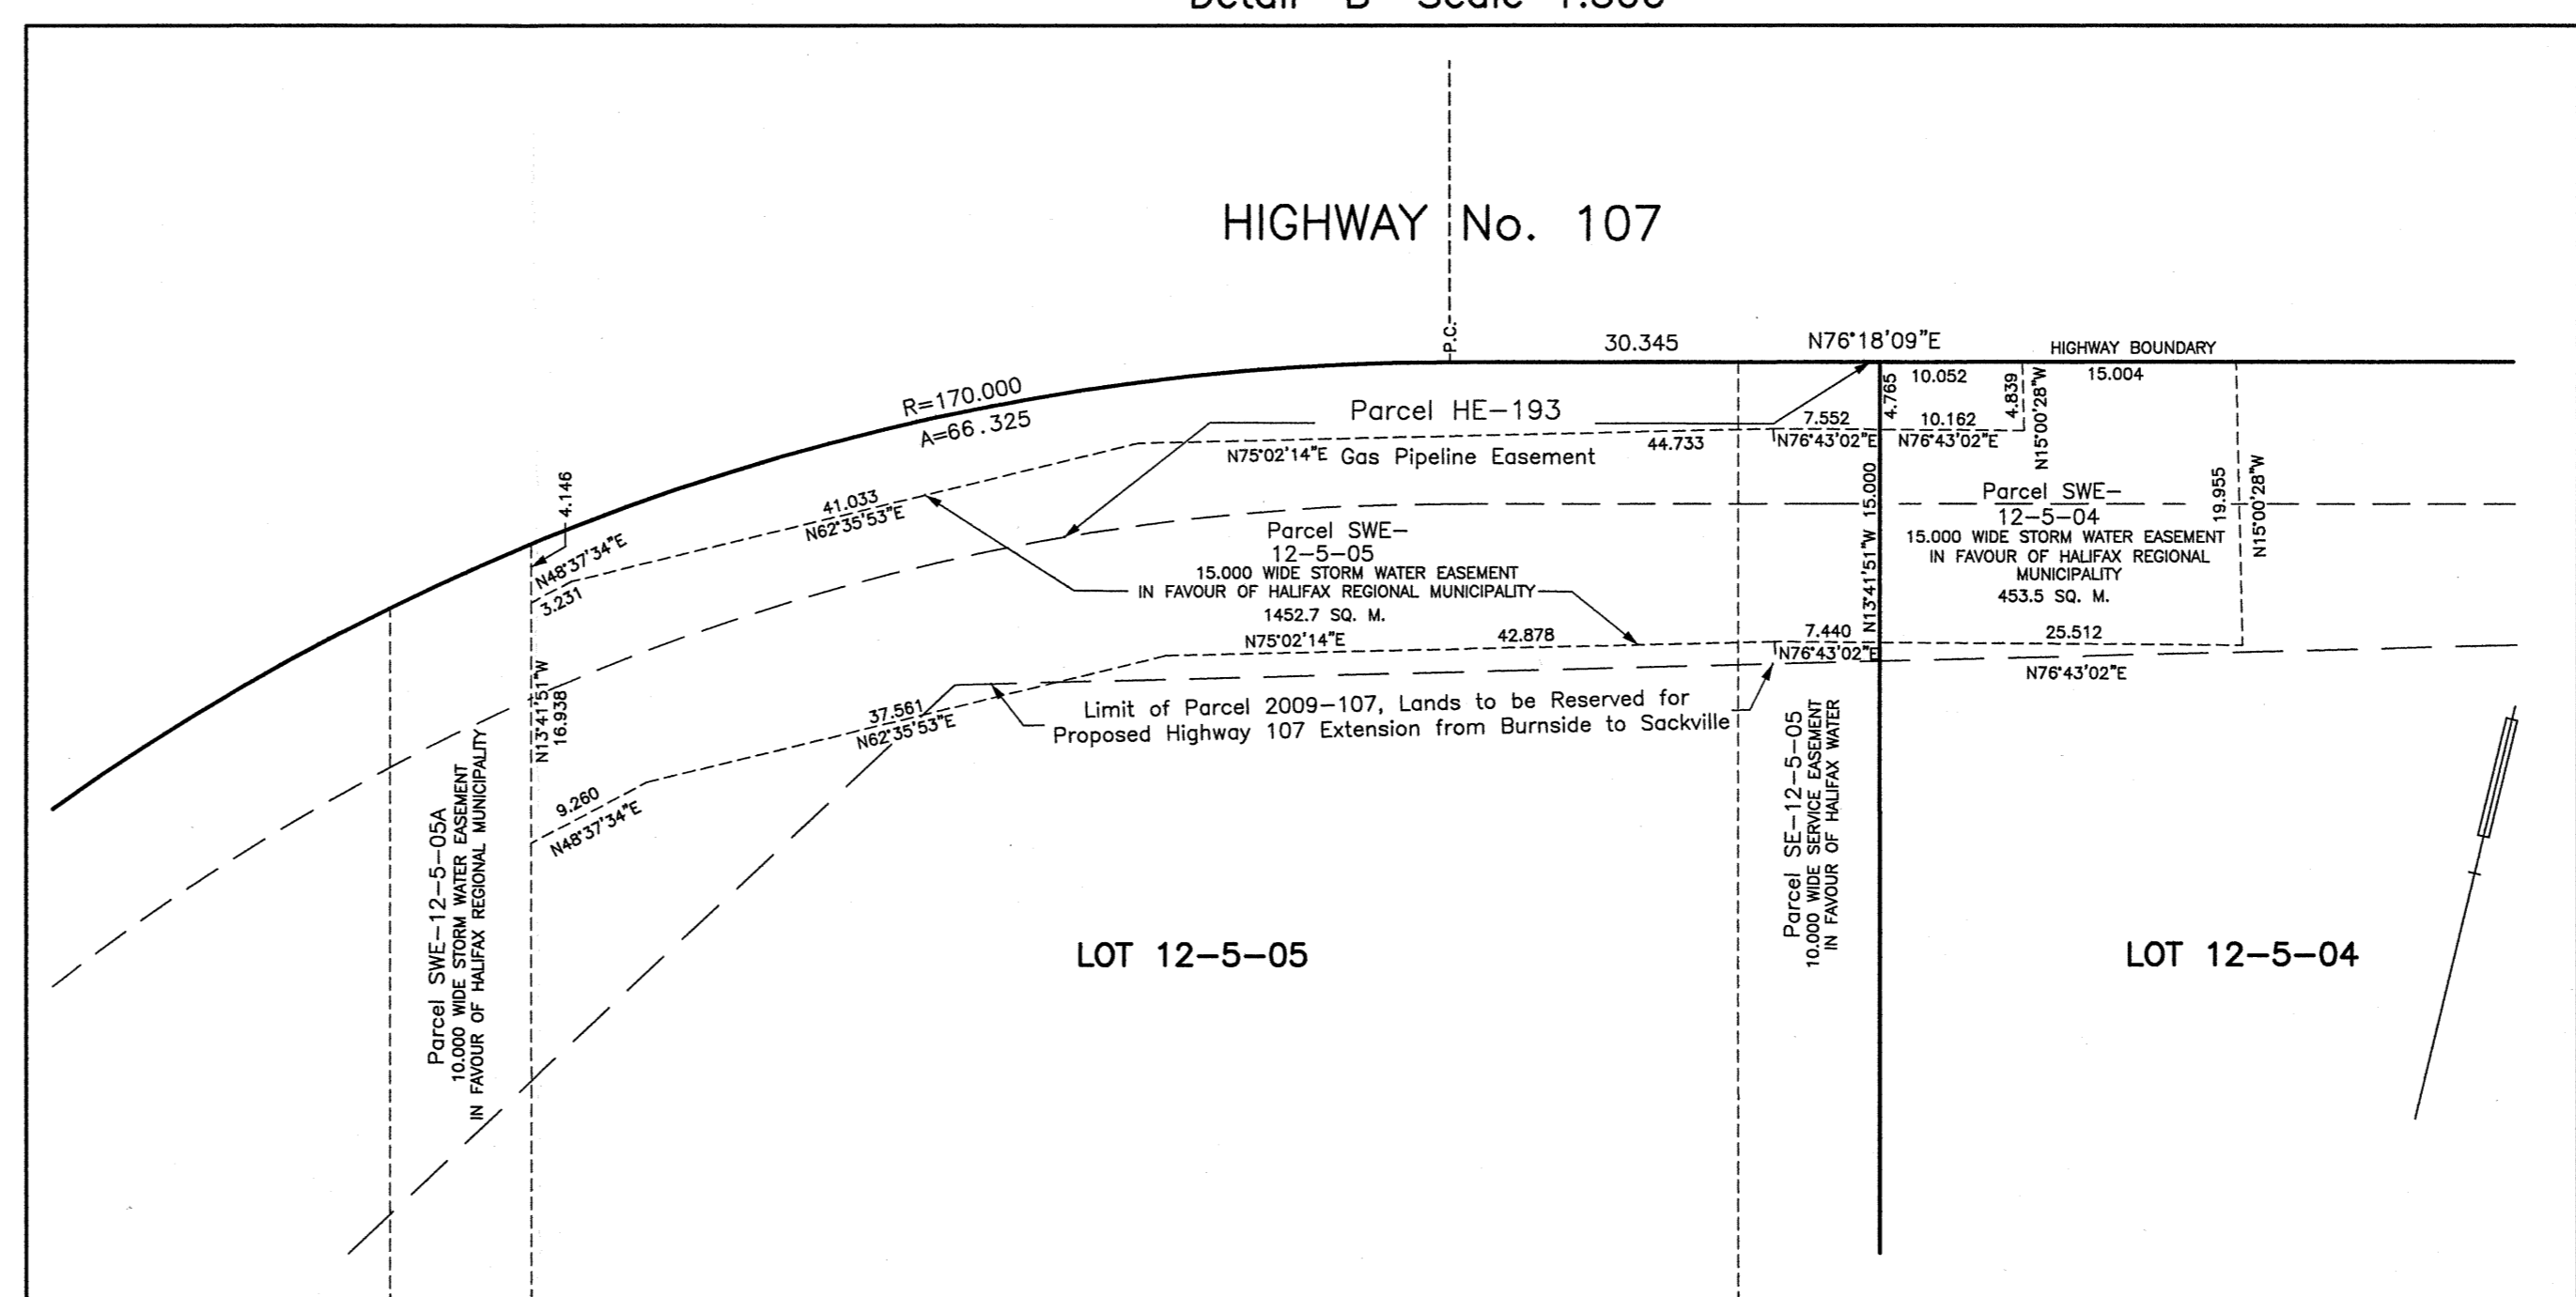 HIGHWAY No. 107
P.C.
30.345
N76°18'09"E
HIGHWAY BOUNDARY
R=170.000
A=66.325
4.765
10.052
4.839
N15°00'28"W
15.004
Parcel HE-193
7.552
10.162
44.733
N76°43'02"E
N76°43'02"E
N75°02'14"E
Gas Pipeline Easement
4.146
41.033
N62°35'53"E
N48°37'34"E
3.231
15.000
N13°41'51"W
Parcel SWE-
12-5-04
15.000 WIDE STORM WATER EASEMENT
IN FAVOUR OF HALIFAX REGIONAL
MUNICIPALITY
453.5 SQ. M.
19.955
N15°00'28"W
Parcel SWE-
12-5-05
15.000 WIDE STORM WATER EASEMENT
IN FAVOUR OF HALIFAX REGIONAL MUNICIPALITY
1452.7 SQ. M.
N75°02'14"E
42.878
7.440
N76°43'02"E
25.512
N76°43'02"E
N13°41'51"W
16.938
37.561
N62°35'53"E
Limit of Parcel 2009-107, Lands to be Reserved for
Proposed Highway 107 Extension from Burnside to Sackville
9.260
N48°37'34"E
Parcel SWE-12-5-05A
10.000 WIDE STORM WATER EASEMENT
IN FAVOUR OF HALIFAX REGIONAL MUNICIPALITY
Parcel SE-12-5-05
10.000 WIDE SERVICE EASEMENT
IN FAVOUR OF HALIFAX WATER
LOT 12-5-05
LOT 12-5-04